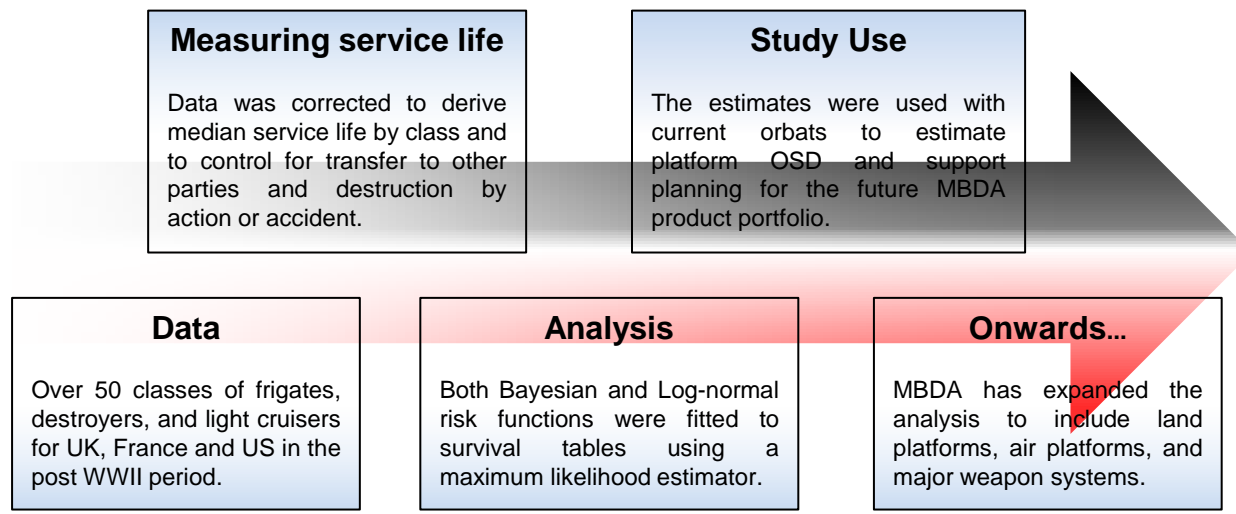 Measuring service life
Data was corrected to derive
median service life by class and
to control for transfer to other
parties and destruction by
action or accident.
Study Use
The estimates were used with
current orbats to estimate
platform OSD and support
planning for the future MBDA
product portfolio.
Data
Over 50 classes of frigates,
destroyers, and light cruisers
for UK, France and US in the
post WWII period.
Analysis
Both Bayesian and Log-normal
risk functions were fitted to
survival tables using a
maximum likelihood estimator.
Onwards...
MBDA has expanded the
analysis to include land
platforms, air platforms, and
major weapon systems.